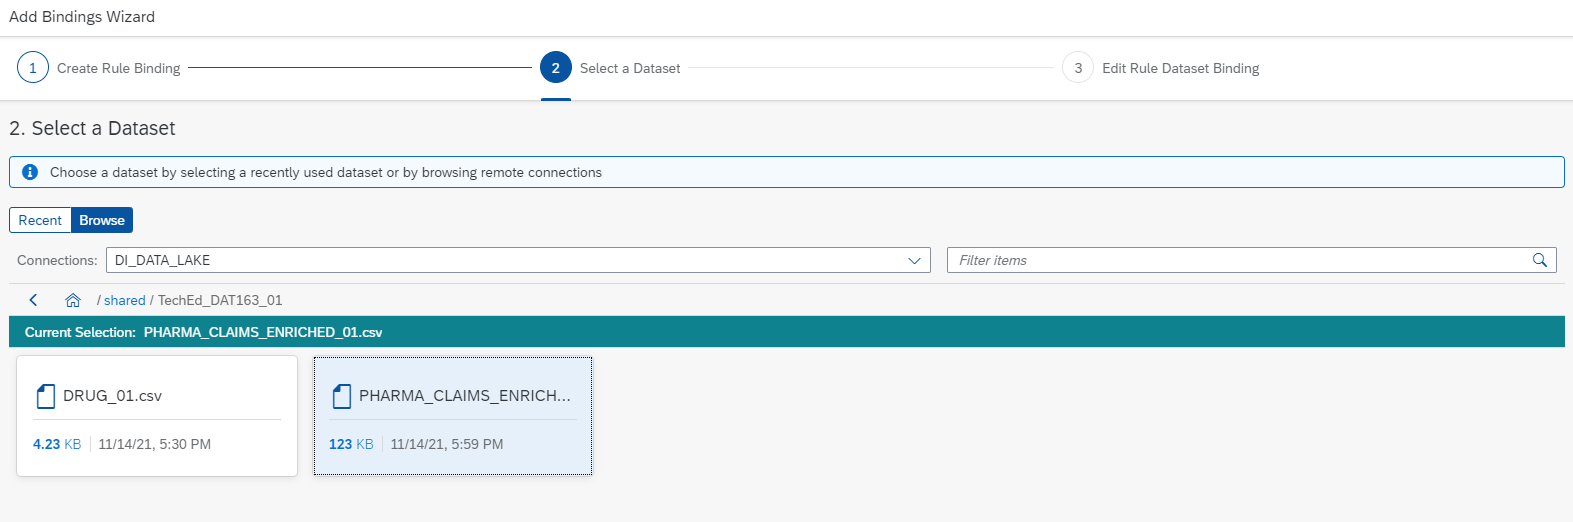 Add Bindings Wizard
1 Create Rule Binding 2 Select a Dataset 3 Edit Rule Dataset Binding
2. Select a Dataset
Choose a dataset by selecting a recently used dataset or by browsing remote connections
Recent Browse
Connections: DI_DATA_LAKE Filter items
/ shared / TechEd_DAT163_01
Current Selection: PHARMA_CLAIMS_ENRICHED_01.csv
DRUG_01.csv
4.23 KB 11/14/21, 5:30 PM
PHARMA_CLAIMS_ENRICH...
123 KB 11/14/21, 5:59 PM